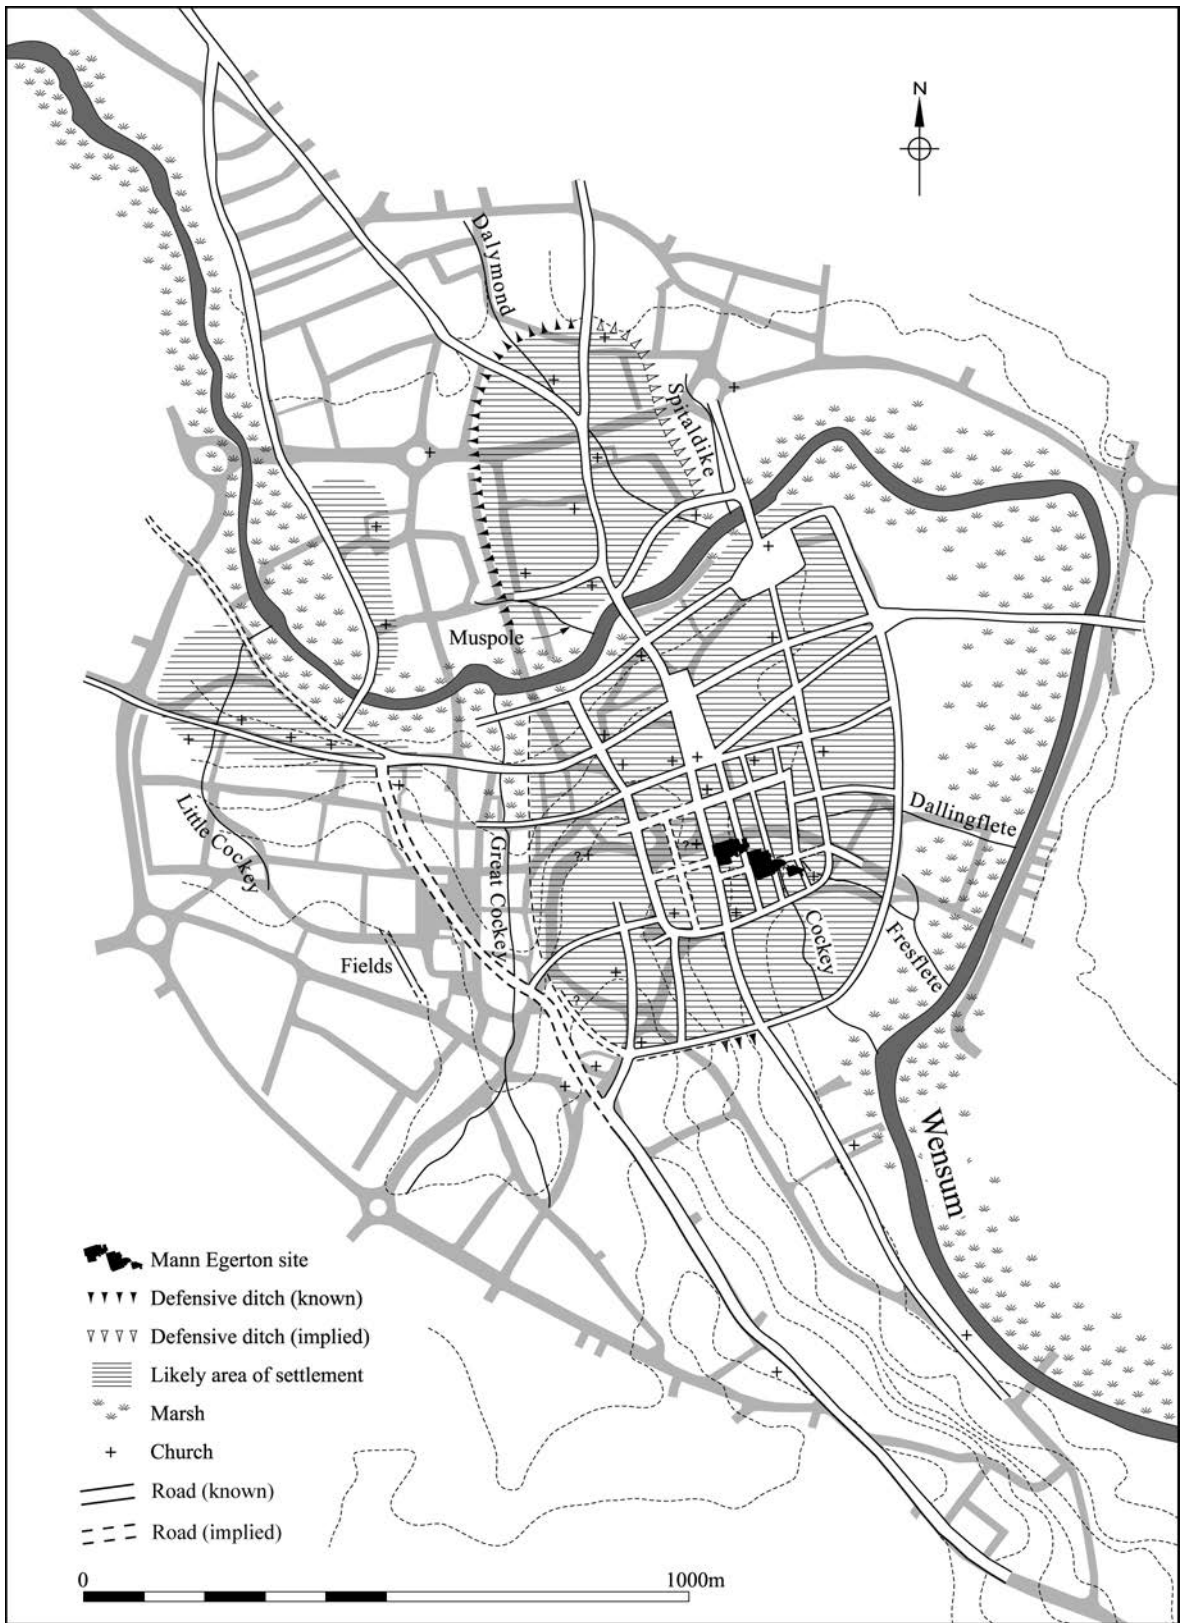 N
Dalymond
Spitaldike
Muspole
Dallingflete
Little Cockey
?
?
Great Cockey
Cockey
Fresflete
Fields
?
Wensum
Mann Egerton site
Defensive ditch (known)
Defensive ditch (implied)
Likely area of settlement
Marsh
Church
Road (known)
Road (implied)
0 1000m